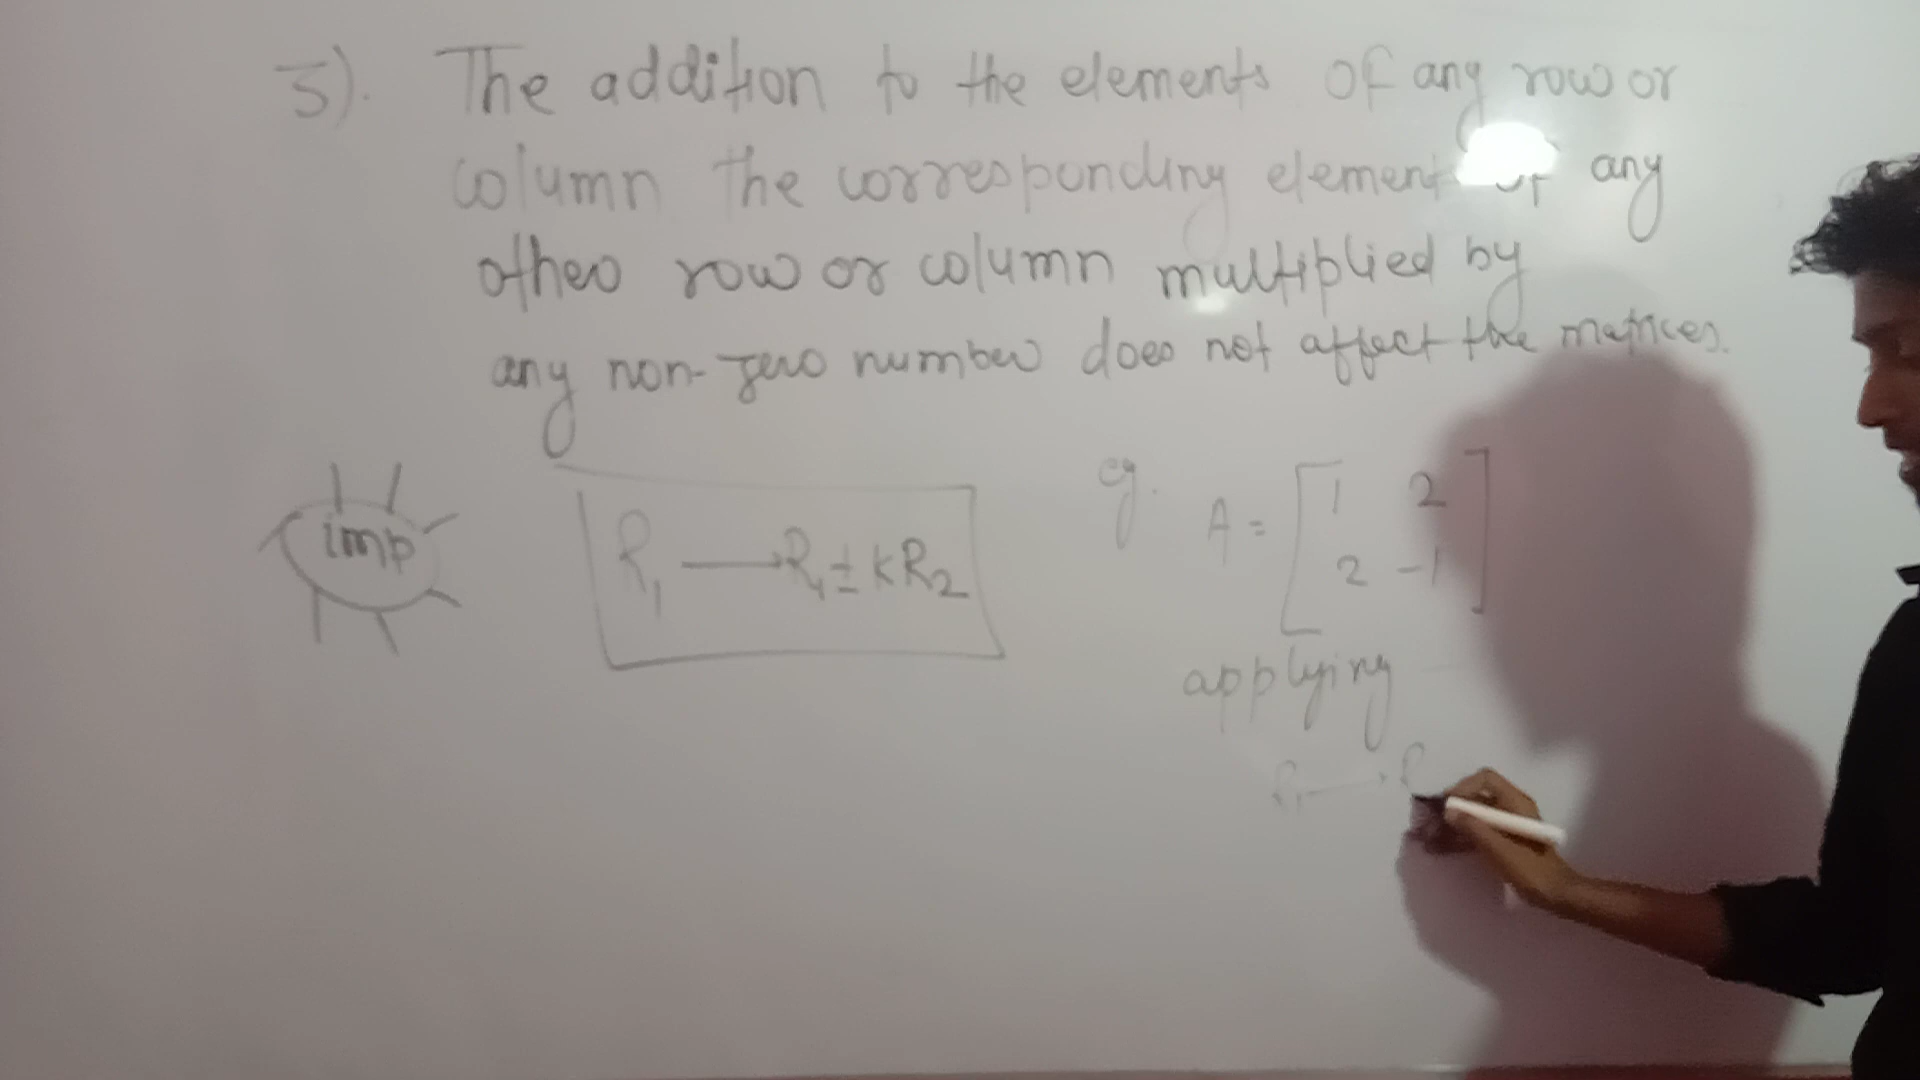 3). The addition to the elements of any row or
column the corresponding element of any
other row or column multiplied by
any non-zero number does not affect the matrices.
imp
R₁ → R₁ ± kR₂
eg. A = [1 2
2 -1]
applying
R₁ → R